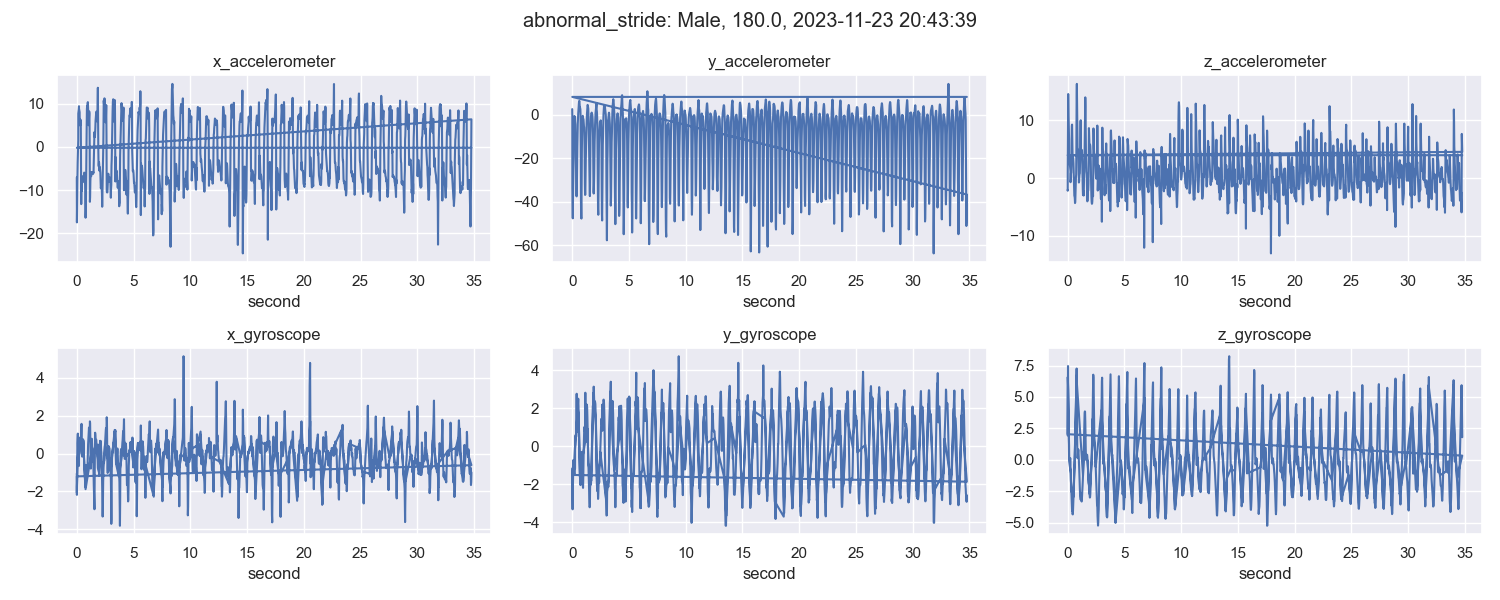 abnormal_stride: Male, 180.0, 2023-11-23 20:43:39
x_accelerometer
y_accelerometer
z_accelerometer
10
0
−10
−20
0
−20
−40
−60
10
0
−10
0 5 10 15 20 25 30 35
0 5 10 15 20 25 30 35
0 5 10 15 20 25 30 35
second
second
second
x_gyroscope
y_gyroscope
z_gyroscope
4
2
0
−2
−4
4
2
0
−2
−4
7.5
5.0
2.5
0.0
−2.5
−5.0
0 5 10 15 20 25 30 35
0 5 10 15 20 25 30 35
0 5 10 15 20 25 30 35
second
second
second